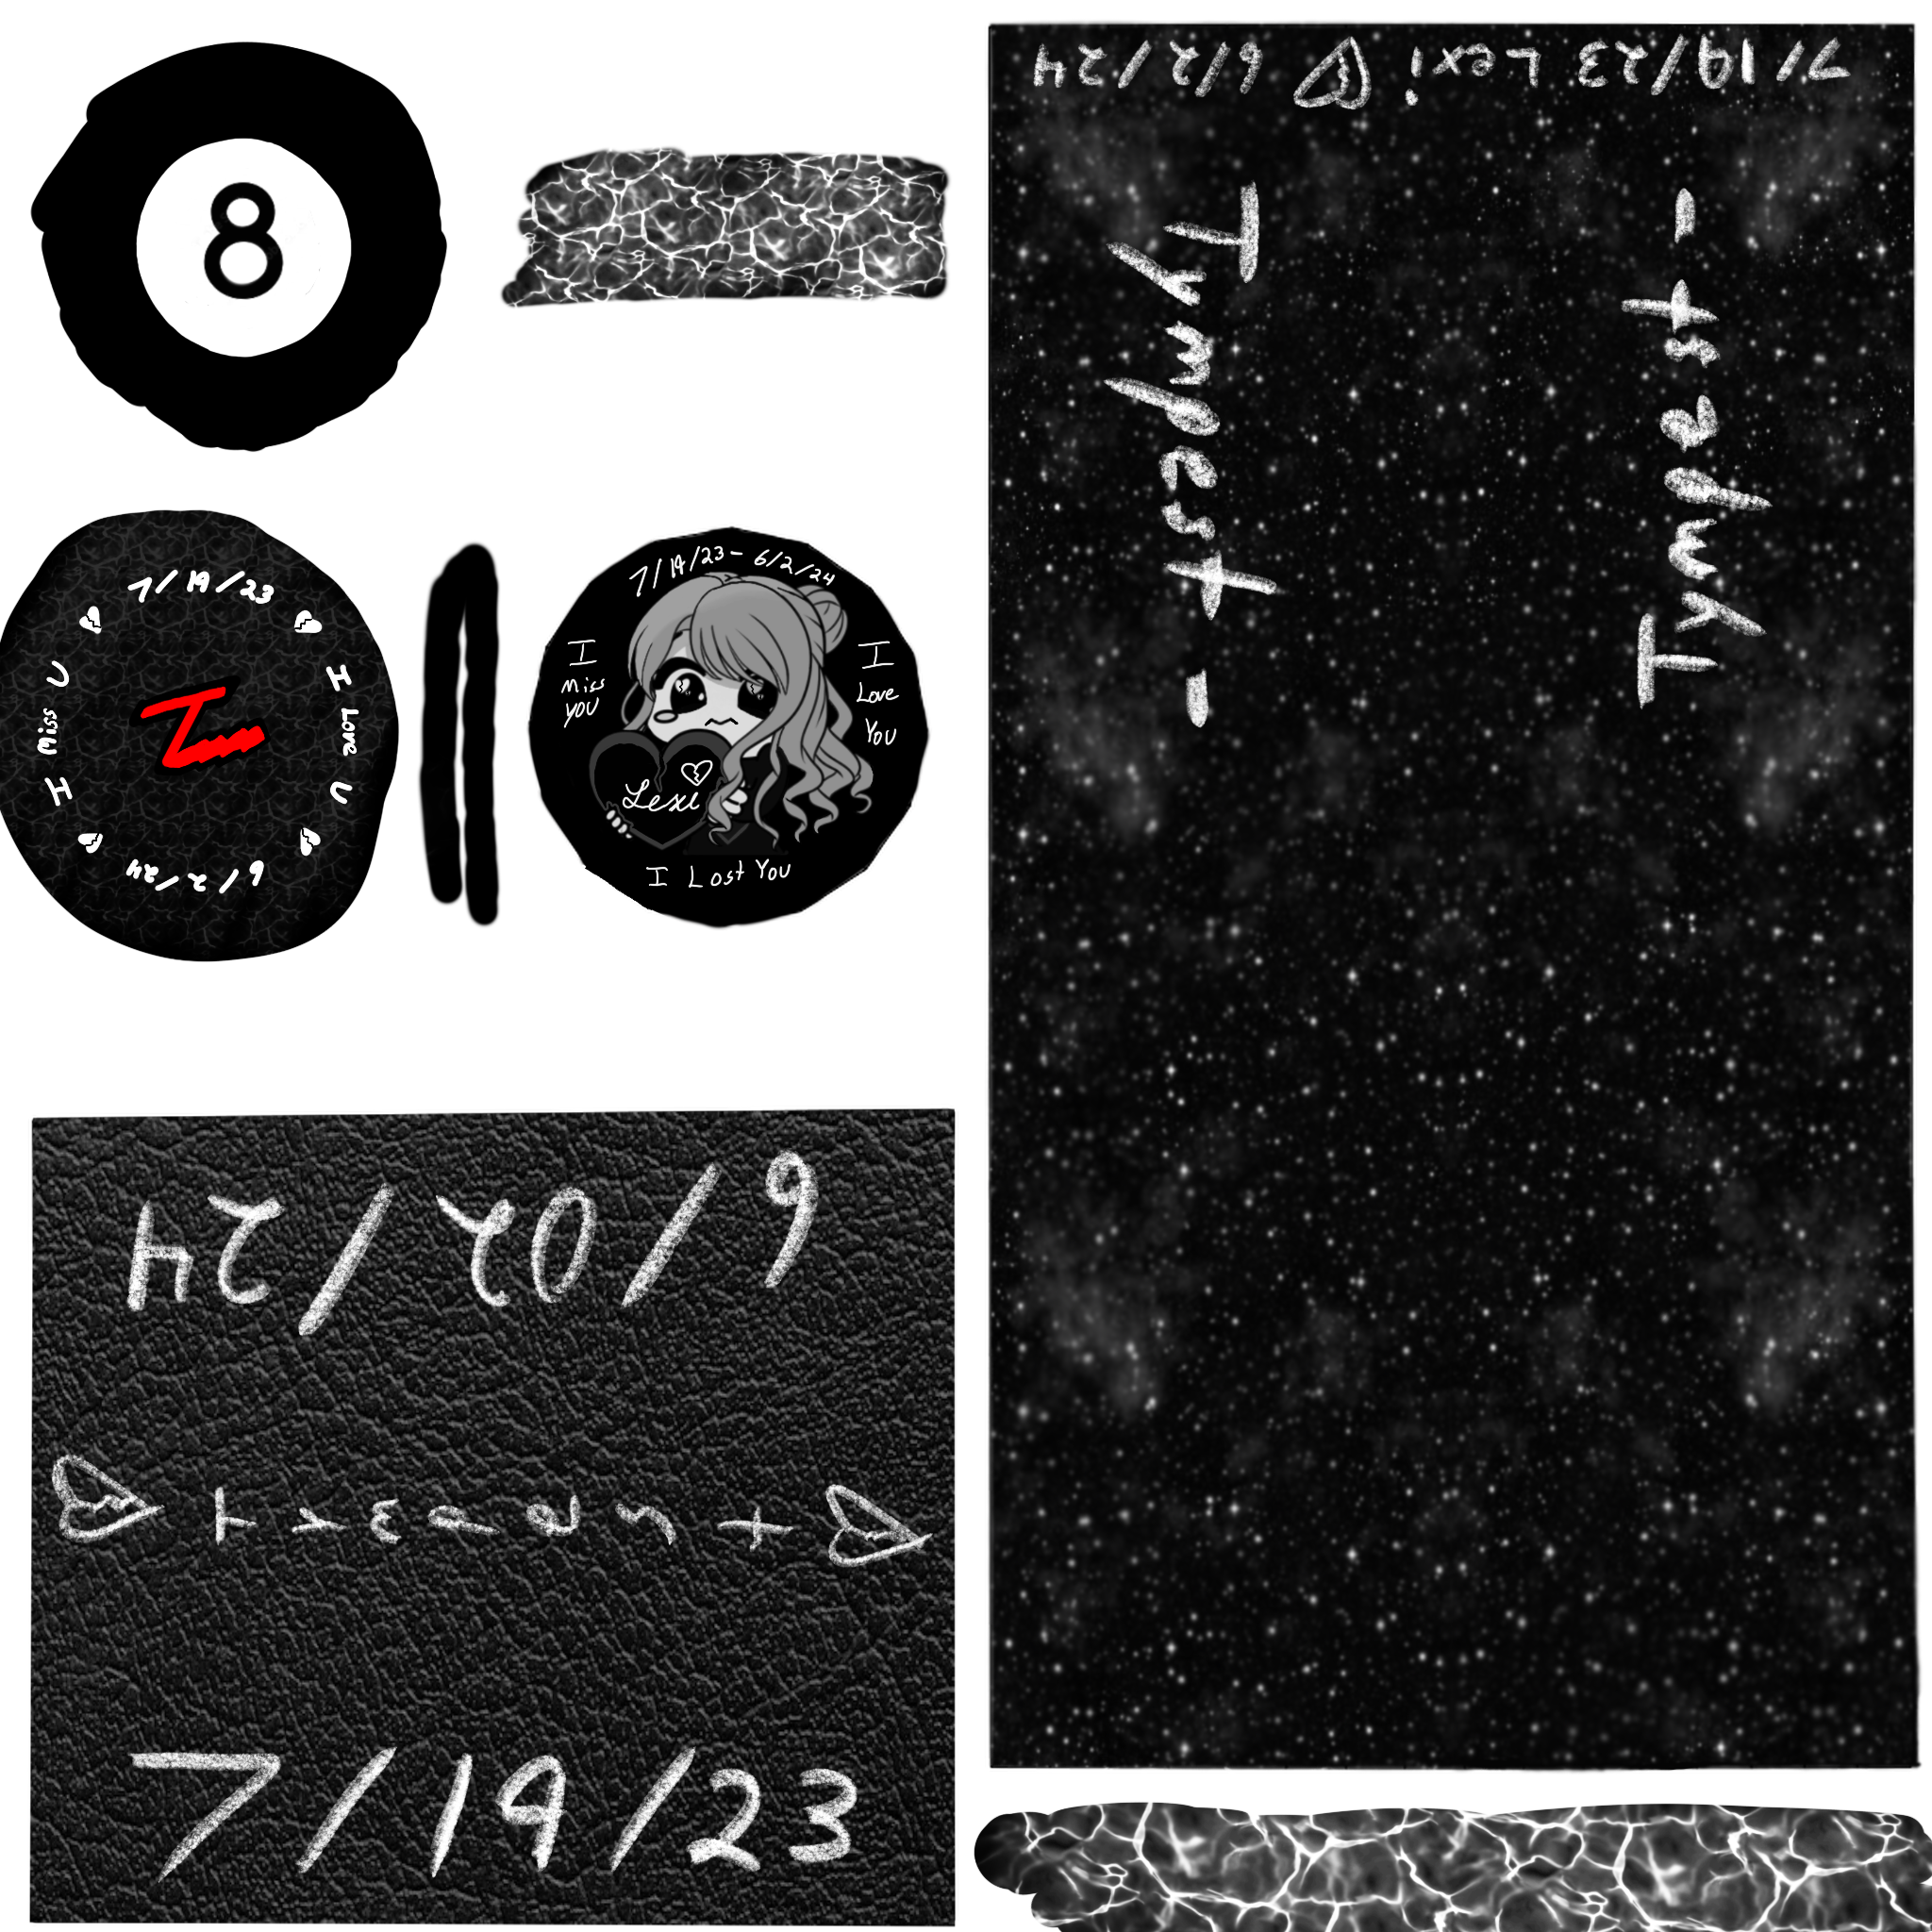 8
7/19/23 Lexi ! 6/2/24
Tympest -
Tympest -
7/19/23
I Miss U
I Love U
6/2/24
7/19/23 - 6/2/24
I
Miss
YOU
I
Love
You
Lexi
I Lost You
6/02/24
Tympest
7/19/23